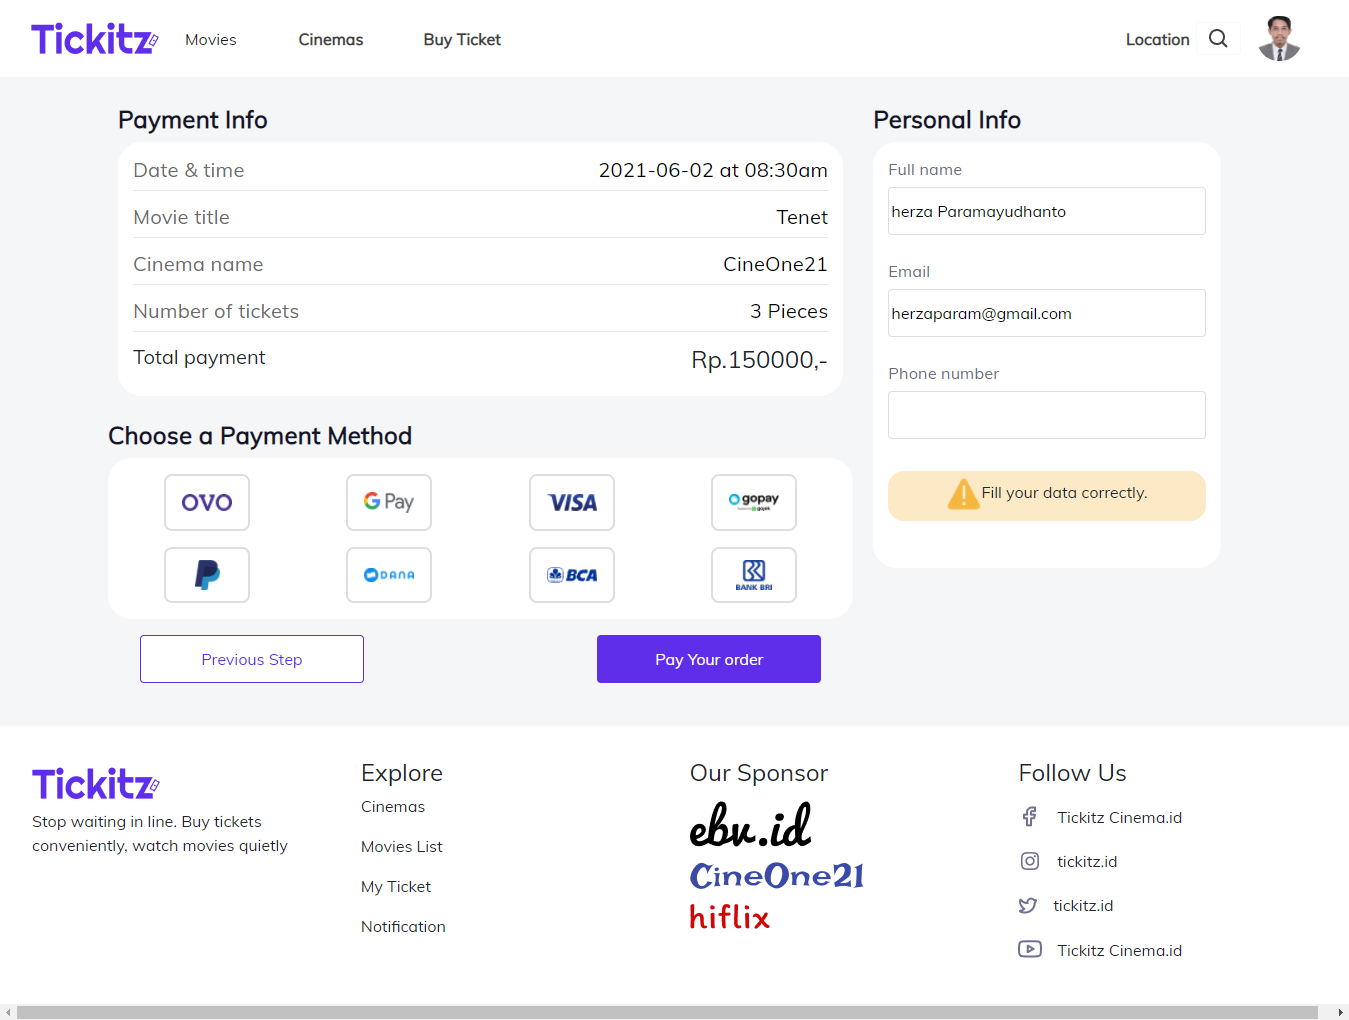 Tickitz
Movies
Cinemas
Buy Ticket
Location
Payment Info
Date & time
2021-06-02 at 08:30am
Movie title
Tenet
Cinema name
CineOne21
Number of tickets
3 Pieces
Total payment
Rp.150000,-
Choose a Payment Method
OVO
G Pay
VISA
gopay
DANA
BCA
BANK BRI
Previous Step
Pay Your order
Personal Info
Full name
herza Paramayudhanto
Email
herzaparam@gmail.com
Phone number
Fill your data correctly.
Tickitz
Stop waiting in line. Buy tickets
conveniently, watch movies quietly
Explore
Cinemas
Movies List
My Ticket
Notification
Our Sponsor
ebv.id
CineOne21
hiflix
Follow Us
Tickitz Cinema.id
tickitz.id
tickitz.id
Tickitz Cinema.id